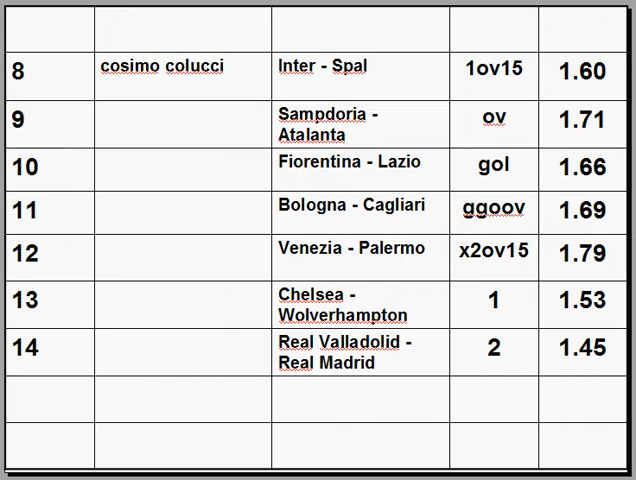 8 cosimo colucci Inter - Spal 1ov15 1.60
9 Sampdoria - ov 1.71
Atalanta
10 Fiorentina - Lazio gol 1.66
11 Bologna - Cagliari ggoov 1.69
12 Venezia - Palermo x2ov15 1.79
13 Chelsea - 1 1.53
Wolverhampton
14 Real Valladolid - 2 1.45
Real Madrid